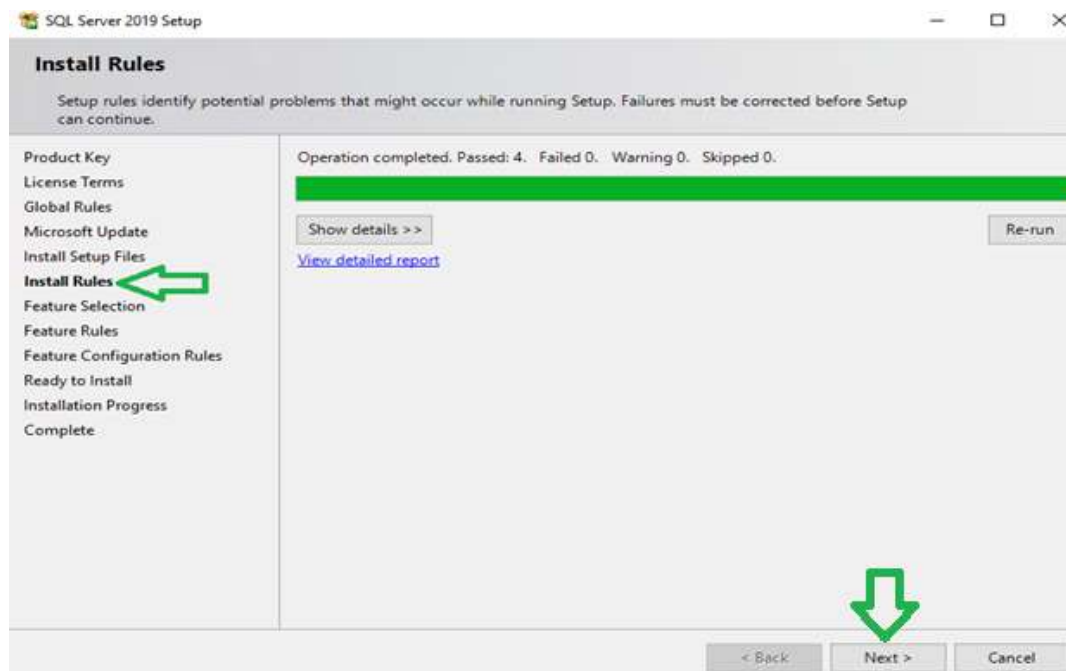 SQL Server 2019 Setup
Install Rules
Setup rules identify potential problems that might occur while running Setup. Failures must be corrected before Setup
can continue.
Product Key
License Terms
Global Rules
Microsoft Update
Install Setup Files
Install Rules
Feature Selection
Feature Rules
Feature Configuration Rules
Ready to Install
Installation Progress
Complete
Operation completed. Passed: 4.   Failed 0.   Warning 0.   Skipped 0.
Show details >>
Re-run
View detailed report
< Back
Next >
Cancel